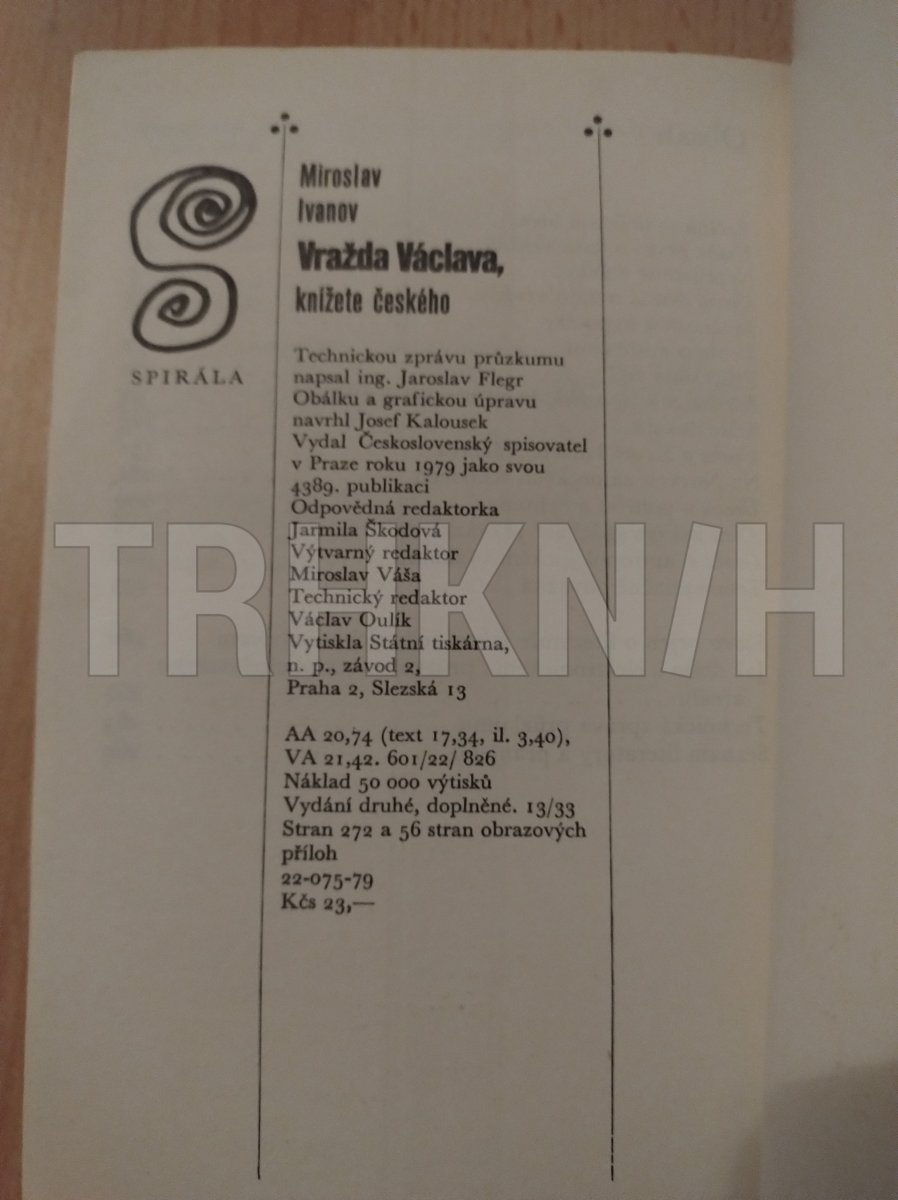 Miroslav
Ivanov
Vražda Václava,
knížete českého
SPIRÁLA
Technickou zprávu průzkumu
napsal ing. Jaroslav Flegr
Obálku a grafickou úpravu
navrhl Josef Kalousek
Vydal Československý spisovatel
v Praze roku 1979 jako svou
4389. publikaci
Odpovědná redaktorka
Jarmila Škodová
Výtvarný redaktor
Miroslav Váša
Technický redaktor
Václav Oulík
Vytiskla Státní tiskárna,
n. p., závod 2,
Praha 2, Slezská 13
AA 20,74 (text 17,34, il. 3,40),
VA 21,42. 601/22/ 826
Náklad 50 000 výtisků
Vydání druhé, doplněné. 13/33
Stran 272 a 56 stran obrazových
příloh
22-075-79
Kčs 23,—